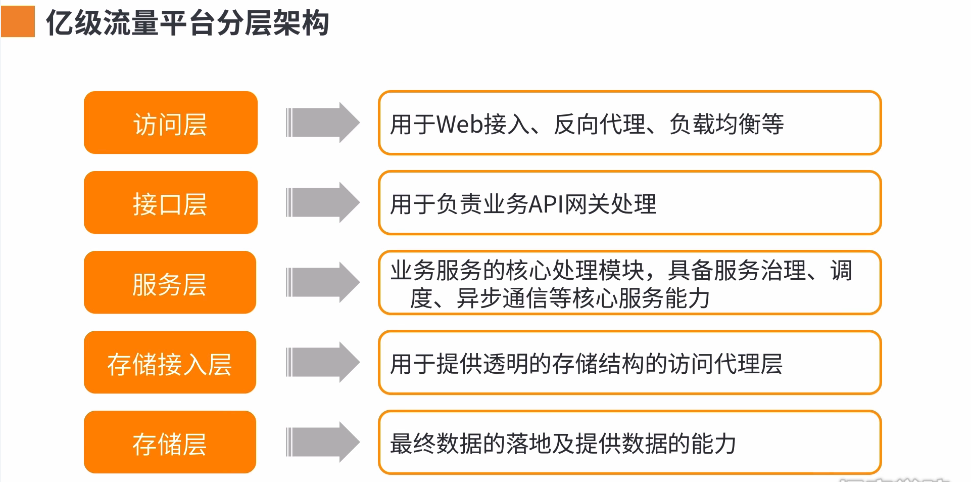 亿级流量平台分层架构
访问层
用于Web接入、反向代理、负载均衡等
接口层
用于负责业务API网关处理
服务层
业务服务的核心处理模块，具备服务治理、调
度、异步通信等核心服务能力
存储接入层
用于提供透明的存储结构的访问代理层
存储层
最终数据的落地及提供数据的能力